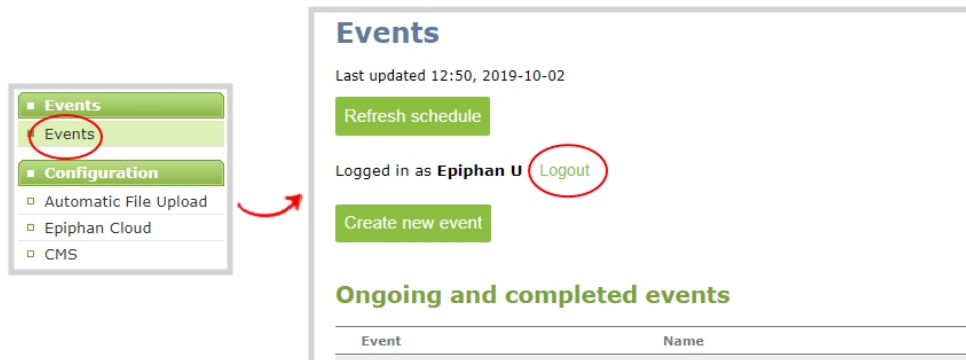 Events
Events
Configuration
Automatic File Upload
Epiphan Cloud
CMS
Events
Last updated 12:50, 2019-10-02
Refresh schedule
Logged in as Epiphan U Logout
Create new event
Ongoing and completed events
Event Name